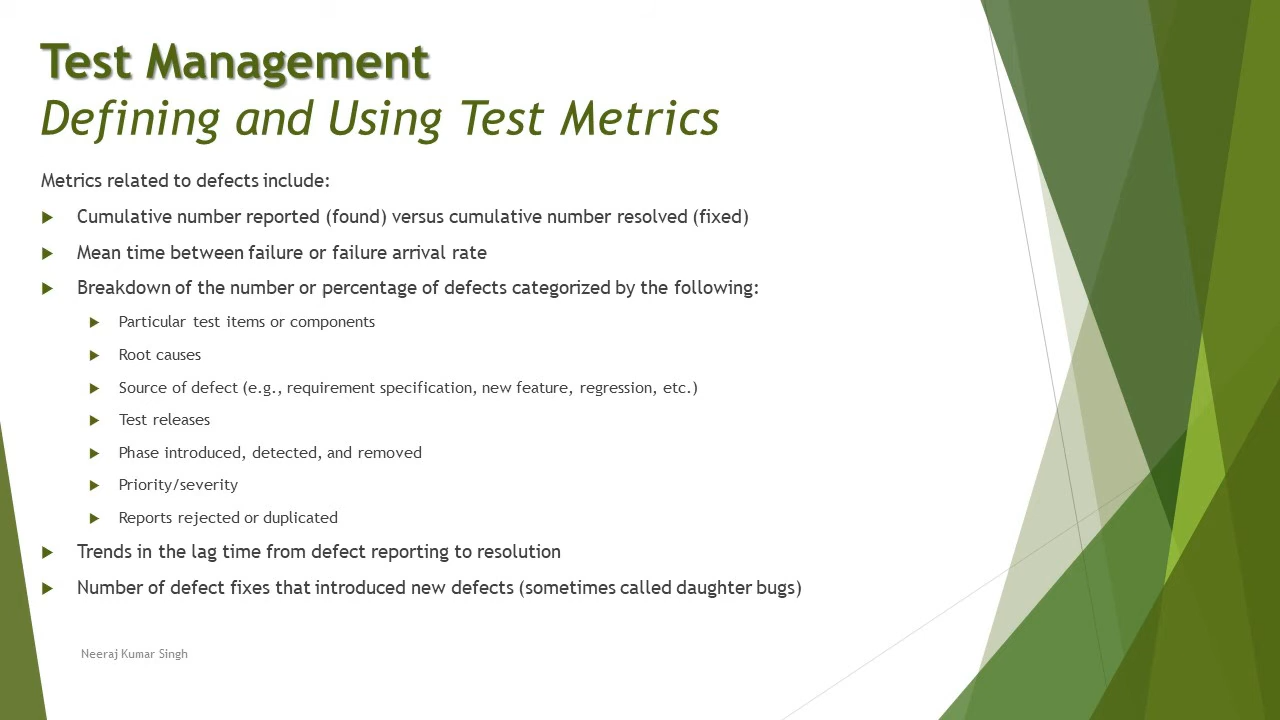 Test Management
Defining and Using Test Metrics
Metrics related to defects include:
Cumulative number reported (found) versus cumulative number resolved (fixed)
Mean time between failure or failure arrival rate
Breakdown of the number or percentage of defects categorized by the following:
Particular test items or components
Root causes
Source of defect (e.g., requirement specification, new feature, regression, etc.)
Test releases
Phase introduced, detected, and removed
Priority/severity
Reports rejected or duplicated
Trends in the lag time from defect reporting to resolution
Number of defect fixes that introduced new defects (sometimes called daughter bugs)
Neeraj Kumar Singh